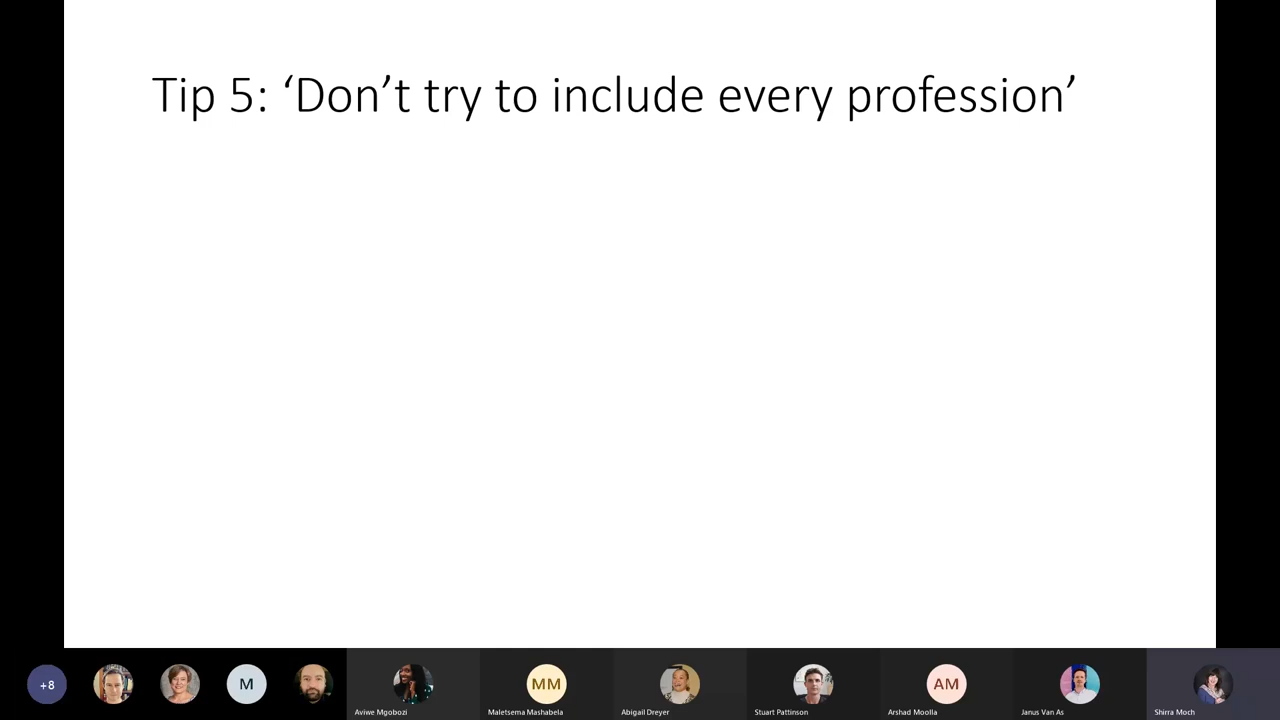 Tip 5: ‘Don’t try to include every profession’
+8
M
MM
AM
Aviwe Mgobozi
Maletsema Mashabela
Abigail Dreyer
Stuart Pattinson
Arshad Moolla
Janus Van As
Shirra Moch